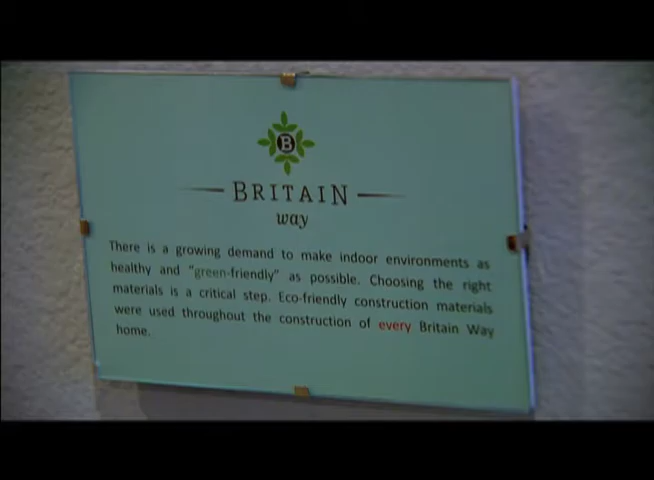 B
BRITAIN
way
There is a growing demand to make indoor environments as
healthy and "green-friendly" as possible. Choosing the right
materials is a critical step. Eco-friendly construction materials
were used throughout the construction of every Britain Way
home.